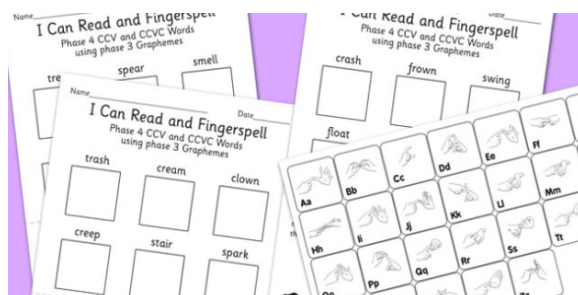 Name
I Can Read and Fingerspell
Phase 4 CCV and CCVC Words
using phase 3 Graphemes
spear
smell
Date
I Can Read and Fingerspell
Phase 4 CCV and CCVC Words
using phase 3 Graphemes
crash
frown
swing
float
Name
Date
I Can Read and Fingerspell
Phase 4 CCV and CCVC Words
using phase 3 Graphemes
trash
cream
clown
creep
stair
spark
Aa
Bb
Cc
Dd
Ee
Ff
Hh
Ii
Jj
Kk
Ll
Mm
Pp
Qq
Rr
Ss
Tt